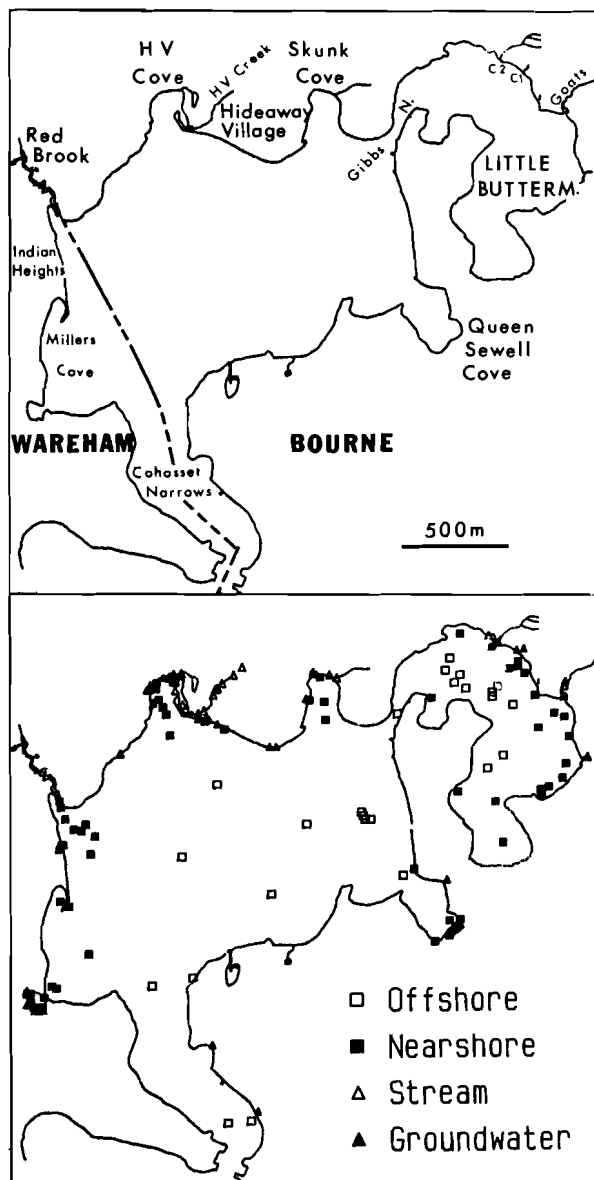 HV
Cove
HV Creek
Skunk
Cove
Hideaway
Village
C2
C1
Goats
Red
Brook
Gibbs N.
LITTLE
BUTTERM.
Indian
Heights
Millers
Cove
Queen
Sewell
Cove
WAREHAM
BOURNE
Cohasset
Narrows
500m
Offshore
Nearshore
Stream
Groundwater